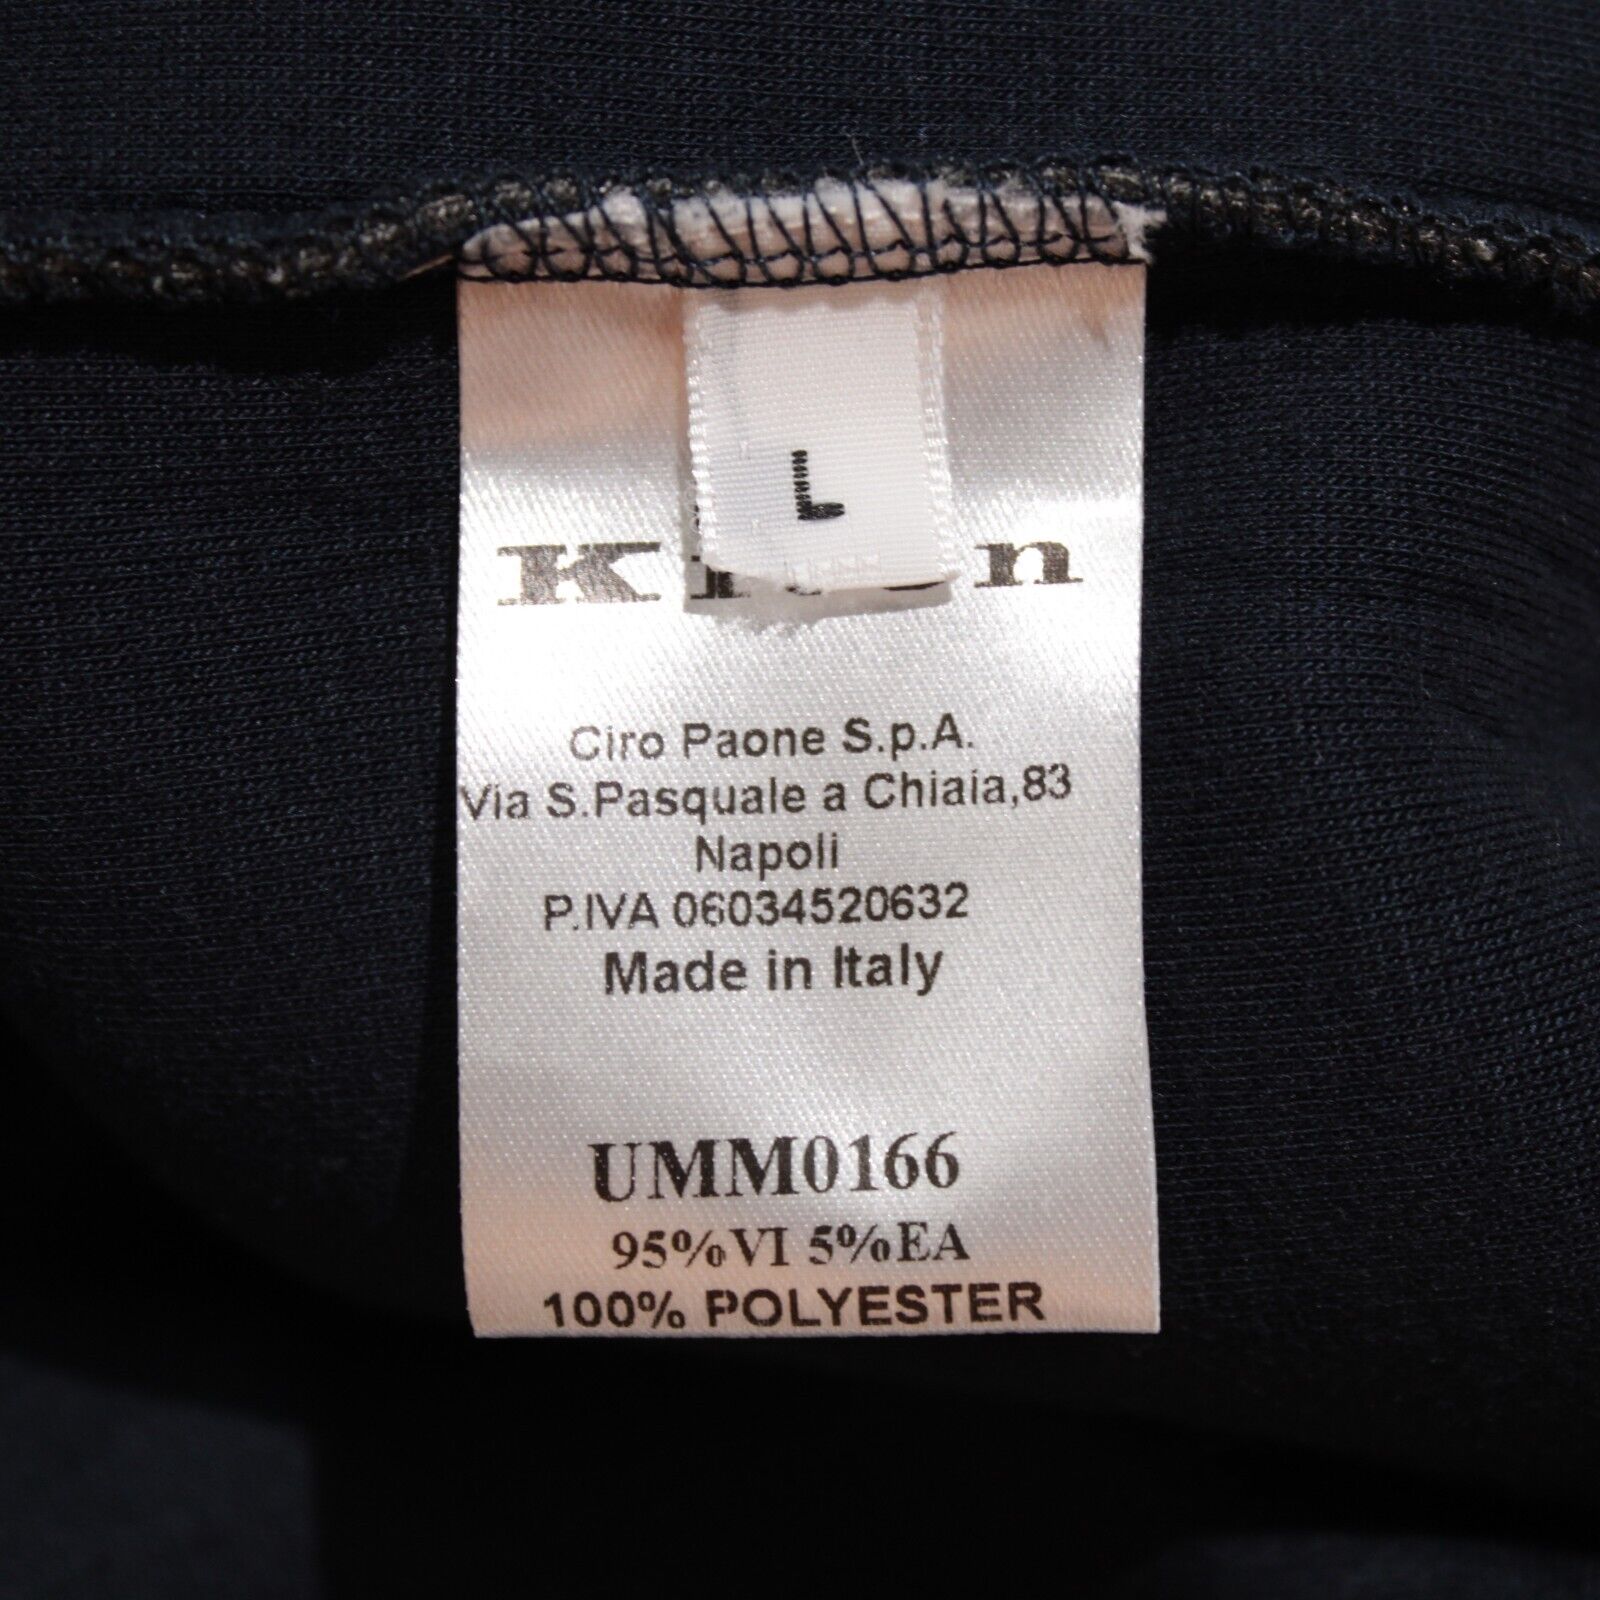 L
Ciro Paone S.p.A.
Via S.Pasquale a Chiaia,83
Napoli
P.IVA 06034520632
Made in Italy
UMM0166
95%VI 5%EA
100% POLYESTER